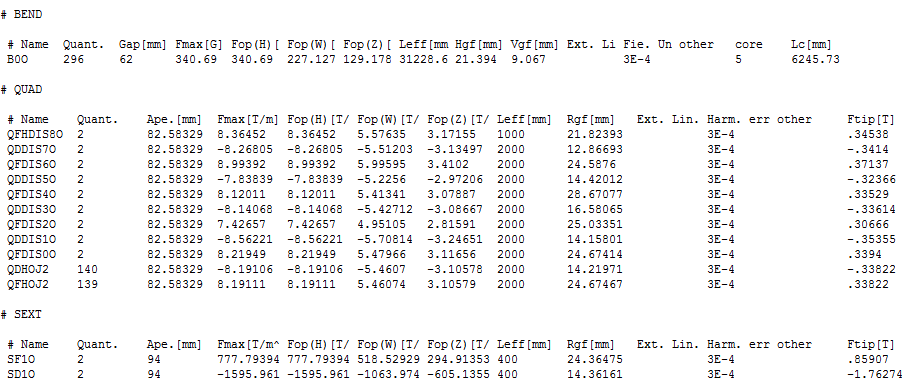 # BEND
# Name Quant. Gap[mm] Fmax[G] Fop(H)[ Fop(W)[ Fop(Z)[ Leff[mm Hgf[mm] Vgf[mm] Ext. Li Fie. Un other core Lc[mm]
B00 296 62 340.69 340.69 227.127 129.178 31228.6 21.394 9.067 3E-4 5 6245.73
# QUAD
# Name Quant. Ape.[mm] Fmax[T/m] Fop(H)[T/ Fop(W)[T/ Fop(Z)[T/ Leff[mm] Rgf[mm] Ext. Lin. Harm. err other Ftip[T]
QFHDIS80 2 82.58329 8.36452 8.36452 5.57635 3.17155 1000 21.82393 3E-4 .34538
QDDIS70 2 82.58329 -8.26805 -8.26805 -5.51203 -3.13497 2000 12.86693 3E-4 -.3414
QFDIS60 2 82.58329 8.99392 8.99392 5.99595 3.4102 2000 24.5876 3E-4 .37137
QDDIS50 2 82.58329 -7.83839 -7.83839 -5.2256 -2.97206 2000 14.42012 3E-4 -.32366
QFDIS40 2 82.58329 8.12011 8.12011 5.41341 3.07887 2000 28.67077 3E-4 .33529
QDDIS30 2 82.58329 -8.14068 -8.14068 -5.42712 -3.08667 2000 16.58065 3E-4 -.33614
QFDIS20 2 82.58329 7.42657 7.42657 4.95105 2.81591 2000 25.03351 3E-4 .30666
QDDIS10 2 82.58329 -8.56221 -8.56221 -5.70814 -3.24651 2000 14.15801 3E-4 -.35355
QFDIS00 2 82.58329 8.21949 8.21949 5.47966 3.11656 2000 24.67414 3E-4 .3394
QDHOJ2 140 82.58329 -8.19106 -8.19106 -5.4607 -3.10578 2000 14.21971 3E-4 -.33822
QFHOJ2 139 82.58329 8.19111 8.19111 5.46074 3.10579 2000 24.67467 3E-4 .33822
# SEXT
# Name Quant. Ape.[mm] Fmax[T/m^ Fop(H)[T/ Fop(W)[T/ Fop(Z)[T/ Leff[mm] Rgf[mm] Ext. Lin. Harm. err other Ftip[T]
SF10 2 94 777.79394 777.79394 518.52929 294.91353 400 24.36475 3E-4 .85907
SD10 2 94 -1595.961 -1595.961 -1063.974 -605.1355 400 14.36161 3E-4 -1.76274